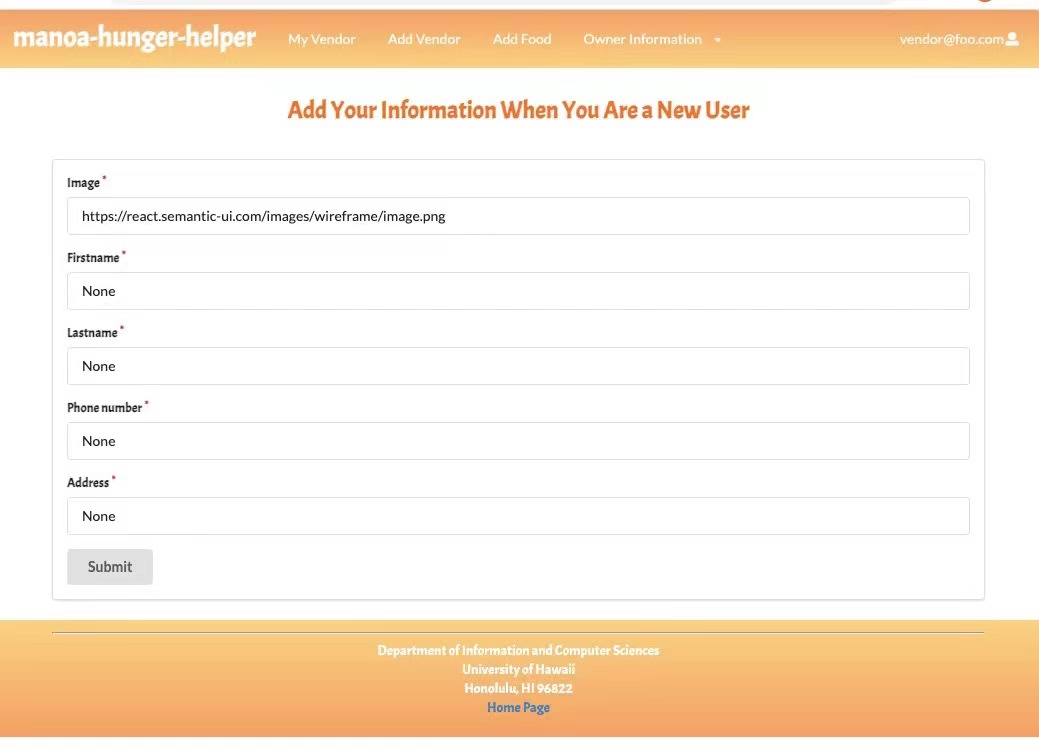 manoa-hunger-helper My Vendor Add Vendor Add Food Owner Information vendor@foo.com
Add Your Information When You Are a New User
Image *
https://react.semantic-ui.com/images/wireframe/image.png
Firstname *
None
Lastname *
None
Phone number *
None
Address *
None
Submit
Department of Information and Computer Sciences
University of Hawaii
Honolulu, HI 96822
Home Page